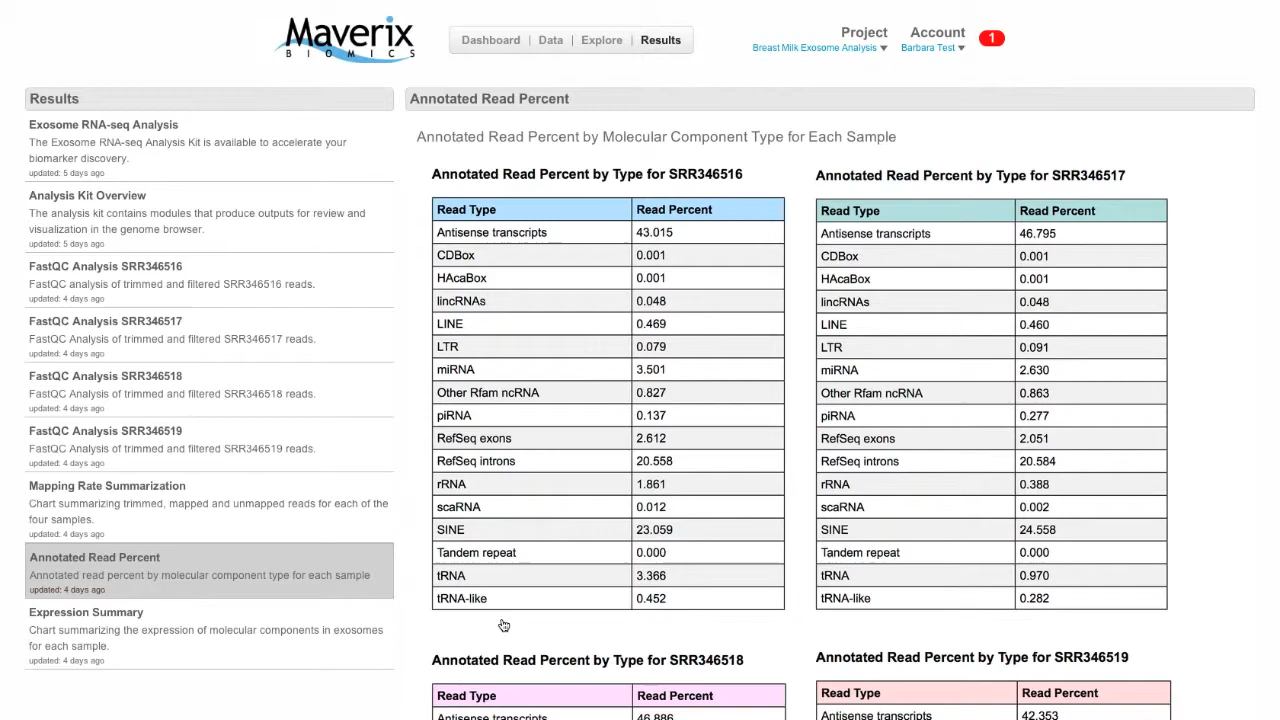 Maverix
BIOMICS
Dashboard | Data | Explore | Results
Project
Breast Milk Exosome Analysis ▼
Account
Barbara Test ▼
1
Results
Exosome RNA-seq Analysis
The Exosome RNA-seq Analysis Kit is available to accelerate your
biomarker discovery.
updated: 5 days ago
Analysis Kit Overview
The analysis kit contains modules that produce outputs for review and
visualization in the genome browser.
updated: 5 days ago
FastQC Analysis SRR346516
FastQC analysis of trimmed and filtered SRR346516 reads.
updated: 4 days ago
FastQC Analysis SRR346517
FastQC Analysis of trimmed and filtered SRR346517 reads.
updated: 4 days ago
FastQC Analysis SRR346518
FastQC Analysis of trimmed and filtered SRR346518 reads.
updated: 4 days ago
FastQC Analysis SRR346519
FastQC Analysis of trimmed and filtered SRR346519 reads.
updated: 4 days ago
Mapping Rate Summarization
Chart summarizing trimmed, mapped and unmapped reads for each of the
four samples.
updated: 4 days ago
Annotated Read Percent
Annotated read percent by molecular component type for each sample
updated: 4 days ago
Expression Summary
Chart summarizing the expression of molecular components in exosomes
for each sample.
updated: 4 days ago
Annotated Read Percent
Annotated Read Percent by Molecular Component Type for Each Sample
Annotated Read Percent by Type for SRR346516
Read Type Read Percent
Antisense transcripts 43.015
CDBox 0.001
HAcaBox 0.001
lincRNAs 0.048
LINE 0.469
LTR 0.079
miRNA 3.501
Other Rfam ncRNA 0.827
piRNA 0.137
RefSeq exons 2.612
RefSeq introns 20.558
rRNA 1.861
scaRNA 0.012
SINE 23.059
Tandem repeat 0.000
tRNA 3.366
tRNA-like 0.452
Annotated Read Percent by Type for SRR346517
Read Type Read Percent
Antisense transcripts 46.795
CDBox 0.001
HAcaBox 0.001
lincRNAs 0.048
LINE 0.460
LTR 0.091
miRNA 2.630
Other Rfam ncRNA 0.863
piRNA 0.277
RefSeq exons 2.051
RefSeq introns 20.584
rRNA 0.388
scaRNA 0.002
SINE 24.558
Tandem repeat 0.000
tRNA 0.970
tRNA-like 0.282
Annotated Read Percent by Type for SRR346518
Read Type Read Percent
Antisense transcripts 46.886
Annotated Read Percent by Type for SRR346519
Read Type Read Percent
Antisense transcripts 42.353